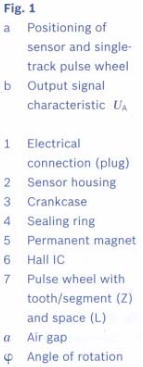 Fig. 1
a Positioning of
sensor and single-
track pulse wheel
b Output signal
characteristic UA
1 Electrical
connection (plug)
2 Sensor housing
3 Crankcase
4 Sealing ring
5 Permanent magnet
6 Hall IC
7 Pulse wheel with
tooth/segment (Z)
and space (L)
a Air gap
φ Angle of rotation